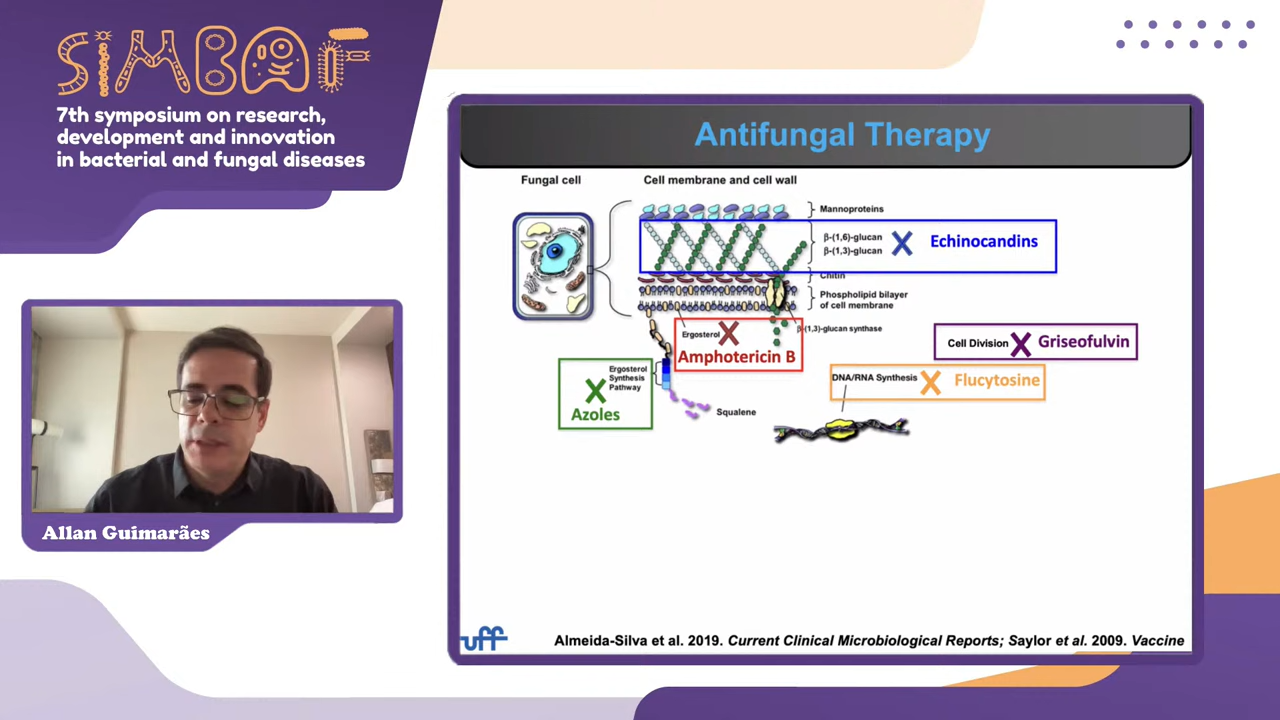 SIMBAF
7th symposium on research,
development and innovation
in bacterial and fungal diseases
Allan Guimarães
Antifungal Therapy
Fungal cell
Cell membrane and cell wall
Mannoproteins
β-(1,6)-glucan
β-(1,3)-glucan
Echinocandins
Chitin
Phospholipid bilayer
of cell membrane
β-(1,3)-glucan synthase
Ergosterol
Amphotericin B
Cell Division
Griseofulvin
Ergosterol
Synthesis
Pathway
Azoles
DNA/RNA Synthesis
Flucytosine
Squalene
uff
Almeida-Silva et al. 2019. Current Clinical Microbiological Reports; Saylor et al. 2009. Vaccine